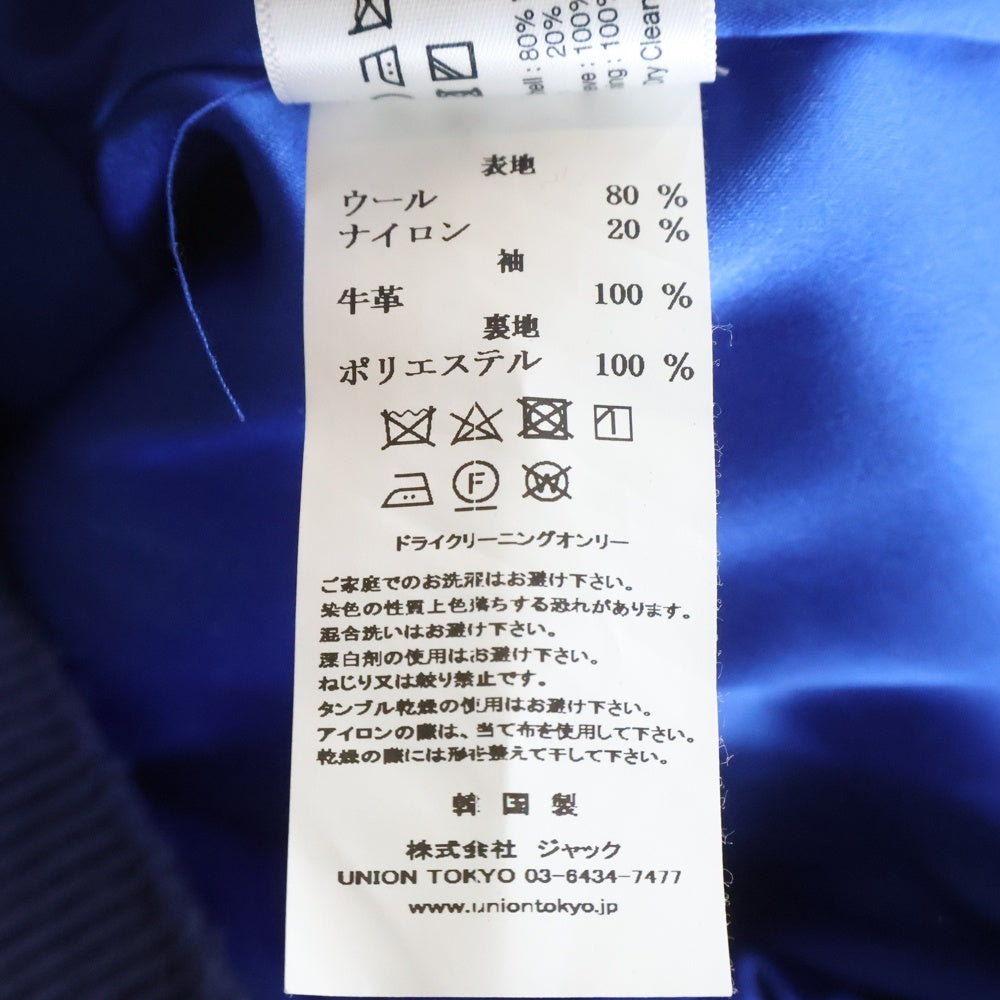 80%
20%
100%
100%
Dry Clean
表地
ウール 80 %
ナイロン 20 %
袖
牛革 100 %
裏地
ポリエステル 100 %
F
W
ドライクリーニングオンリー
ご家庭でのお洗濯はお避け下さい。
染色の性質上色落ちする恐れがあります。
混合洗いはお避け下さい。
漂白剤の使用はお避け下さい。
ねじり又は絞り禁止です。
タンブル乾燥の使用はお避け下さい。
アイロンの際は、当て布を使用して下さい。
乾燥の際には形を整えて干して下さい。
韓国製
株式会社 ジャック
UNION TOKYO 03-6434-7477
www.uniontokyo.jp